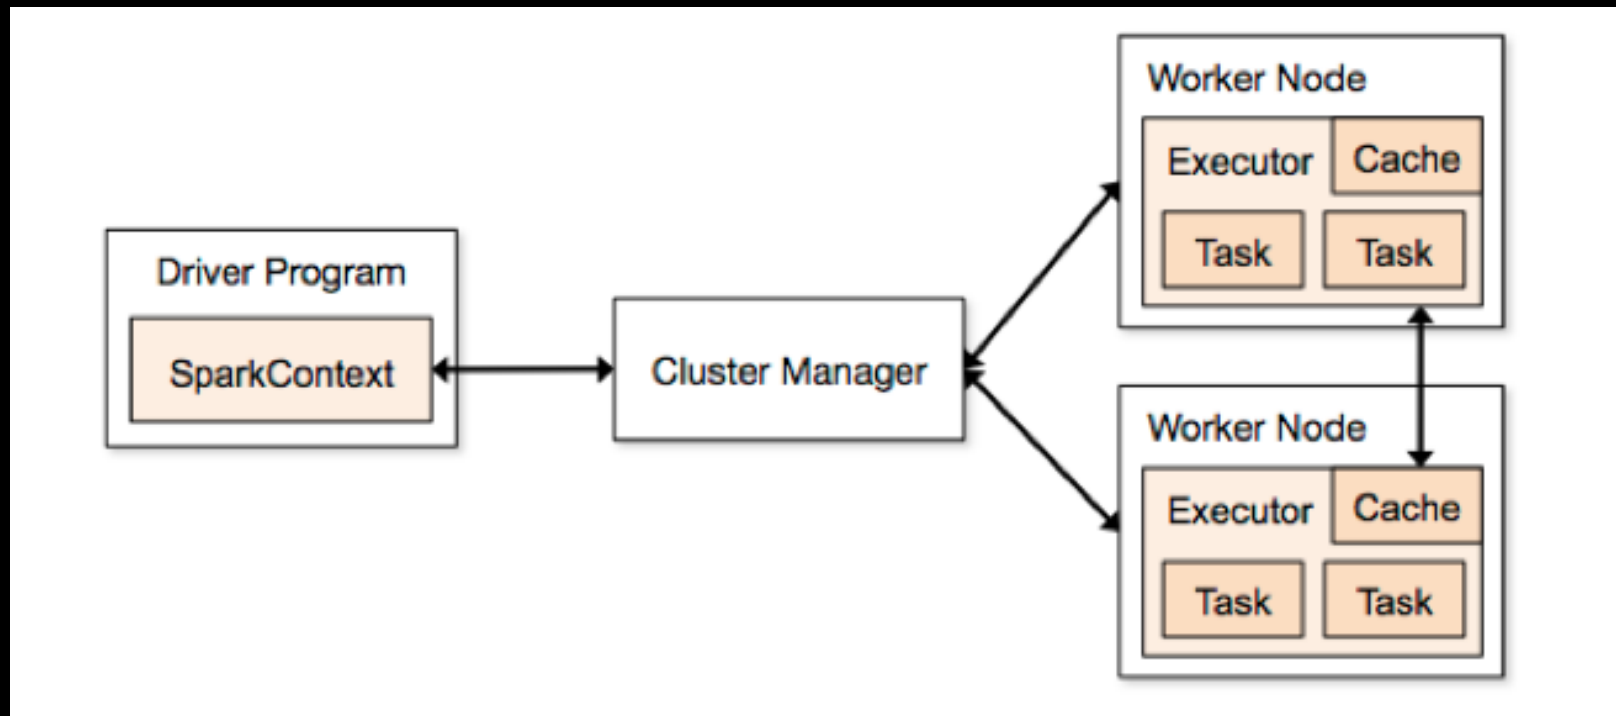 Driver Program
SparkContext
Cluster Manager
Worker Node
Executor
Cache
Task
Task
Worker Node
Executor
Cache
Task
Task